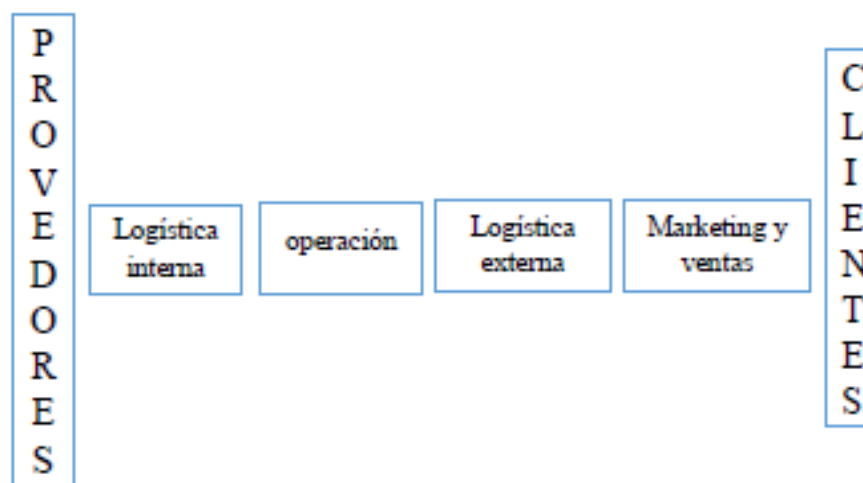 PROVEDORES
Logística
interna
operación
Logística
externa
Marketing y
ventas
CLIENTES